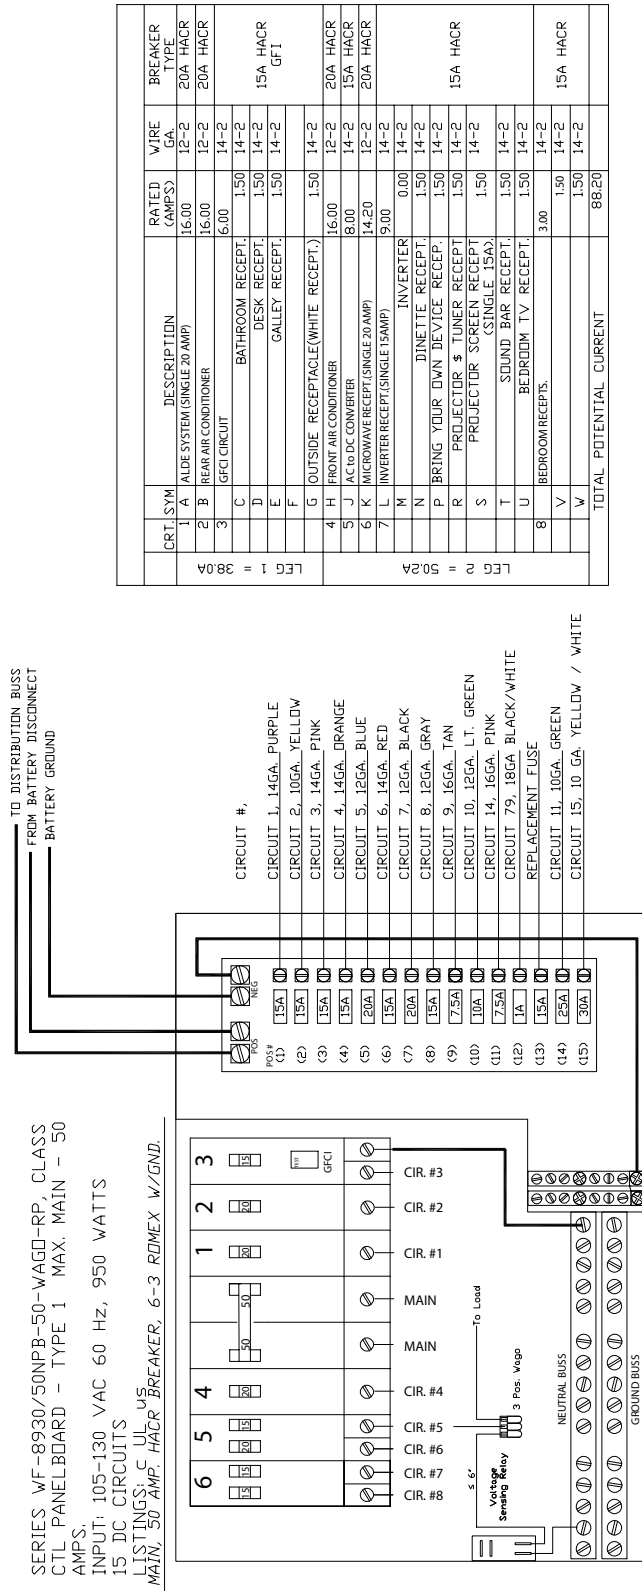 SERIES WF-8930/50NPB-50-WAGO-RP, CLASS
CTL PANELBOARD - TYPE 1 MAX. MAIN - 50
AMPS.
INPUT: 105-130 VAC 60 Hz, 950 WATTS
15 DC CIRCUITS
LISTINGS: C UL US
MAIN, 50 AMP. HACR BREAKER, 6-3 ROMEX W/GND.
6 5 4 1 2 3
15 15 20 15 20 50 50 20 20 15
TEST
GFCI
CIR. #8
CIR. #7
CIR. #6
CIR. #5
CIR. #4
MAIN
MAIN
CIR. #1
CIR. #2
CIR. #3
≤ 6'
Voltage
Sensing Relay
3 Pos. Wago
To Load
NEUTRAL BUSS
GROUND BUSS
TO DISTRIBUTION BUSS
FROM BATTERY DISCONNECT
BATTERY GROUND
POS NEG
POS# CIRCUIT #,
(1) 15A CIRCUIT 1, 14GA. PURPLE
(2) 15A CIRCUIT 2, 10GA. YELLOW
(3) 15A CIRCUIT 3, 14GA. PINK
(4) 15A CIRCUIT 4, 14GA. ORANGE
(5) 20A CIRCUIT 5, 12GA. BLUE
(6) 15A CIRCUIT 6, 14GA. RED
(7) 20A CIRCUIT 7, 12GA. BLACK
(8) 15A CIRCUIT 8, 12GA. GRAY
(9) 7.5A CIRCUIT 9, 16GA. TAN
(10) 10A CIRCUIT 10, 12GA. LT. GREEN
(11) 7.5A CIRCUIT 14, 16GA. PINK
(12) 1A CIRCUIT 79, 18GA BLACK/WHITE
(13) 15A REPLACEMENT FUSE
(14) 25A CIRCUIT 11, 10GA. GREEN
(15) 30A CIRCUIT 15, 10 GA. YELLOW / WHITE
CRT. SYM DESCRIPTION RATED (AMPS) WIRE GA. BREAKER TYPE
LEG 1 = 38.0A
1 A ALDE SYSTEM (SINGLE 20 AMP) 16.00 12-2 20A HACR
2 B REAR AIR CONDITIONER 16.00 12-2 20A HACR
3 GFCI CIRCUIT 6.00 14-2
C BATHROOM RECEPT. 1.50 14-2
D DESK RECEPT. 1.50 14-2 15A HACR
E GALLEY RECEPT. 1.50 14-2 GFI
F
G OUTSIDE RECEPTACLE(WHITE RECEPT.) 1.50 14-2
LEG 2 = 50.2A
4 H FRONT AIR CONDITIONER 16.00 12-2 20A HACR
5 J AC to DC CONVERTER 8.00 14-2 15A HACR
6 K MICROWAVE RECEPT.(SINGLE 20 AMP) 14.20 12-2 20A HACR
7 L INVERTER RECEPT.(SINGLE 15AMP) 9.00 14-2
M INVERTER 0.00 14-2
N DINETTE RECEPT. 1.50 14-2
P BRING YOUR OWN DEVICE RECEP. 1.50 14-2
R PROJECTOR $ TUNER RECEPT 1.50 14-2 15A HACR
S PROJECTOR SCREEN RECEPT (SINGLE 15A). 1.50 14-2
T SOUND BAR RECEPT. 1.50 14-2
U BEDROOM TV RECEPT. 1.50 14-2
8 BEDROOM RECEPTS. 3.00 14-2
V 1.50 14-2 15A HACR
W 1.50 14-2
TOTAL POTENTIAL CURRENT 88.20